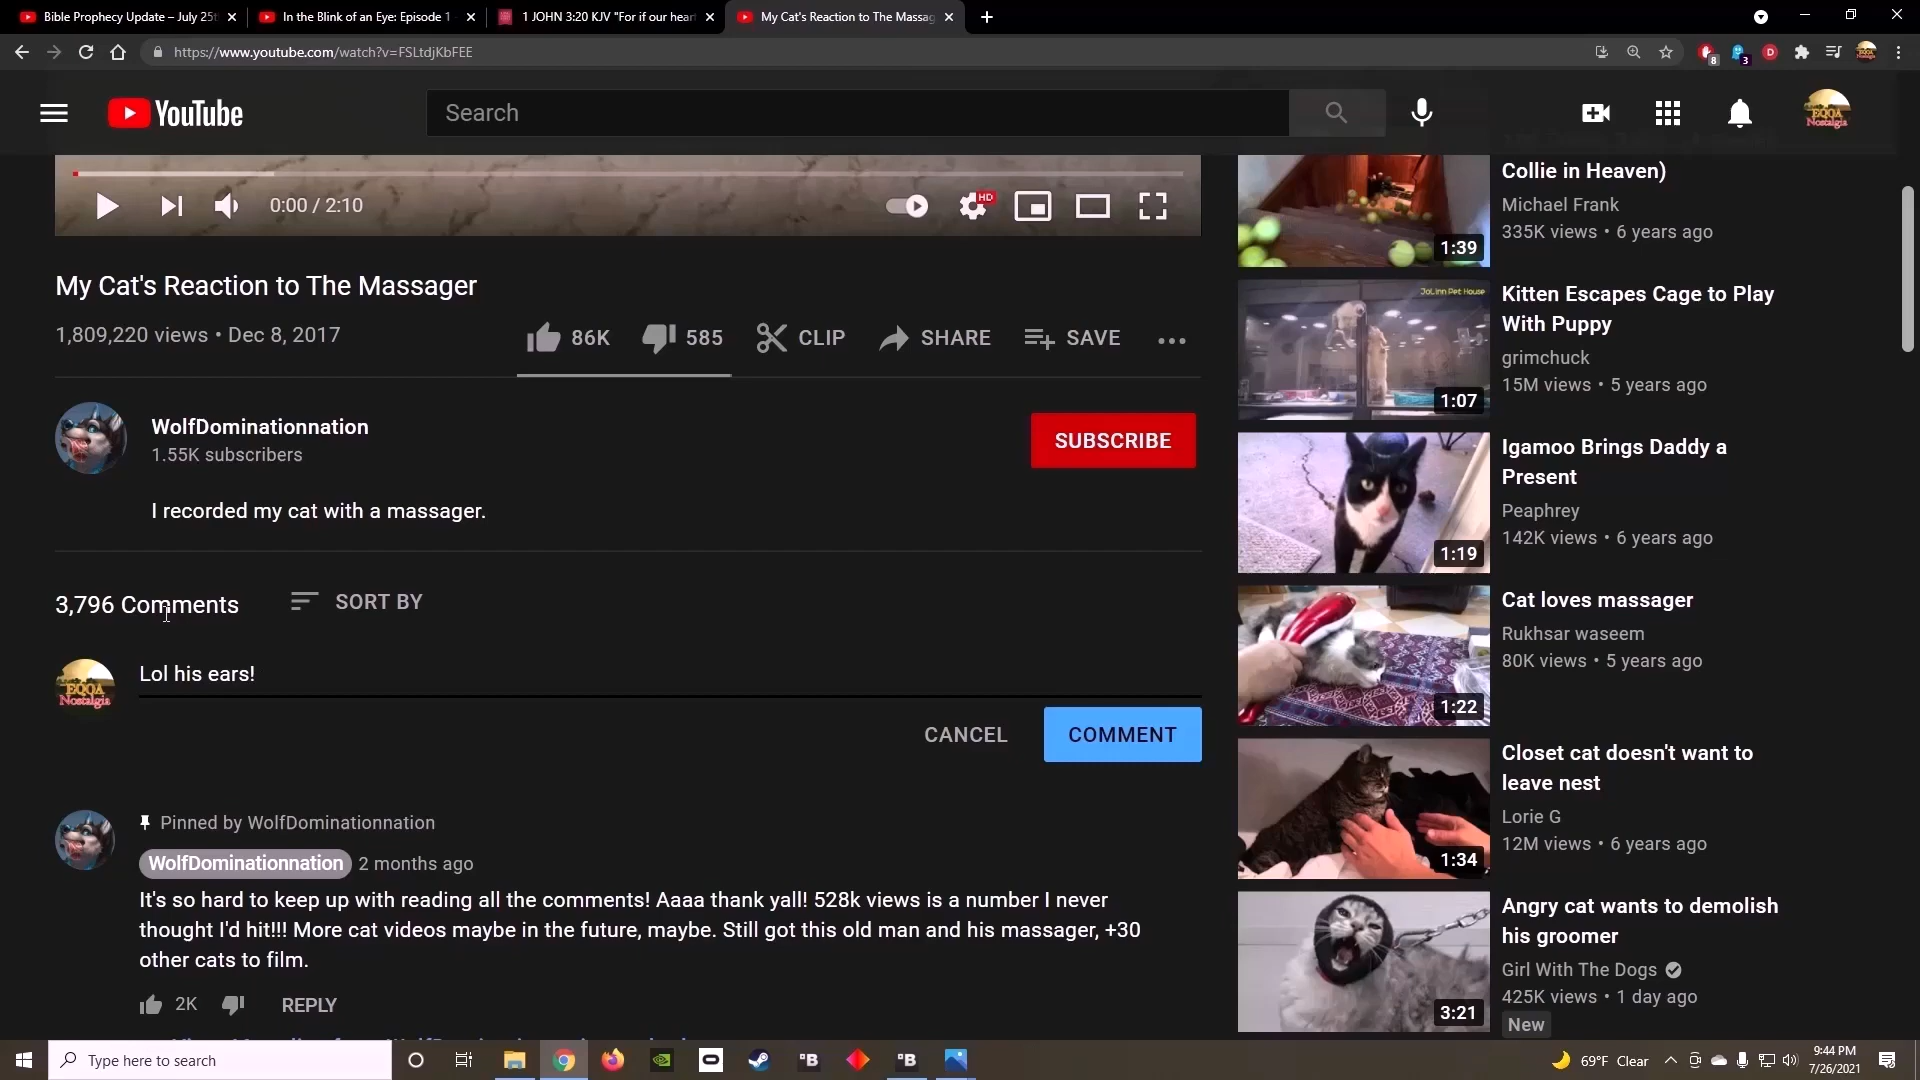 Bible Prophecy Update – July 25t
In the Blink of an Eye: Episode 1
1 JOHN 3:20 KJV "For if our hear
My Cat's Reaction to The Massag
https://www.youtube.com/watch?v=FSLtdjKbFEE
8
3
D
YouTube
Search
EQOA
Nostalgia
0:00 / 2:10
HD
My Cat's Reaction to The Massager
1,809,220 views • Dec 8, 2017
86K
585
CLIP
SHARE
SAVE
WolfDominationnation
1.55K subscribers
SUBSCRIBE
I recorded my cat with a massager.
3,796 Comments
SORT BY
EQOA
Nostalgia
Lol his ears!
CANCEL
COMMENT
Pinned by WolfDominationnation
WolfDominationnation 2 months ago
It's so hard to keep up with reading all the comments! Aaaa thank yall! 528k views is a number I never
thought I'd hit!!! More cat videos maybe in the future, maybe. Still got this old man and his massager, +30
other cats to film.
2K
REPLY
1:39
Collie in Heaven)
Michael Frank
335K views • 6 years ago
JoLinn Pet House
1:07
Kitten Escapes Cage to Play
With Puppy
grimchuck
15M views • 5 years ago
1:19
Igamoo Brings Daddy a
Present
Peaphrey
142K views • 6 years ago
1:22
Cat loves massager
Rukhsar waseem
80K views • 5 years ago
1:34
Closet cat doesn't want to
leave nest
Lorie G
12M views • 6 years ago
3:21
Angry cat wants to demolish
his groomer
Girl With The Dogs
425K views • 1 day ago
New
Type here to search
B
B
69°F Clear
9:44 PM
7/26/2021